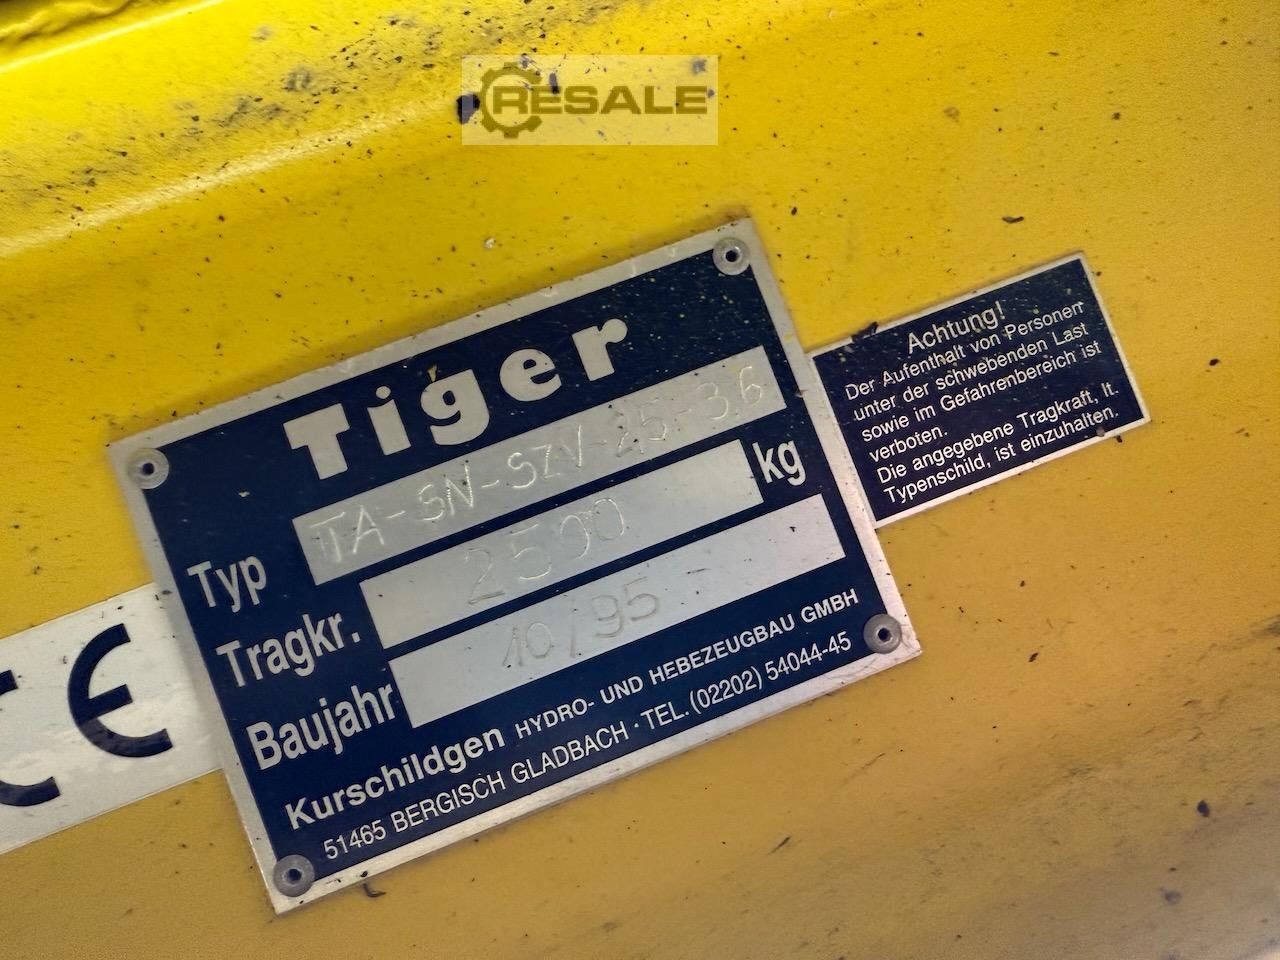 RESALE
Tiger
Typ TTA-SN-SZV-25-3.6
Tragkr. 2500 kg
Baujahr 10/95 -
Kurschildgen HYDRO- UND HEBEZEUGBAU GMBH
51465 BERGISCH GLADBACH · TEL. (02202) 54044-45
Achtung!
Der Aufenthalt von Personen
unter der schwebenden Last
sowie im Gefahrenbereich ist
verboten.
Die angegebene Tragkraft, lt.
Typenschild, ist einzuhalten.
CE